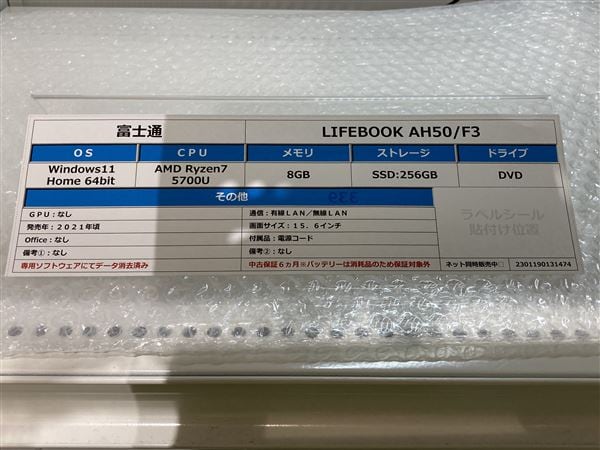 富士通 LIFEBOOK AH50/F3
OS CPU メモリ ストレージ ドライブ
Windows11 Home 64bit AMD Ryzen7 5700U 8GB SSD:256GB DVD
その他 339
GPU：なし 通信：有線LAN／無線LAN
発売年：2021年頃 画面サイズ：15．6インチ
Office：なし 付属品：電源コード
備考①：なし 備考②：なし
ラベルシール
貼付け位置
専用ソフトウェアにてデータ消去済み 中古保証6ヵ月※バッテリーは消耗品のため保証対象外 ネット同時販売中□ 2301190131474